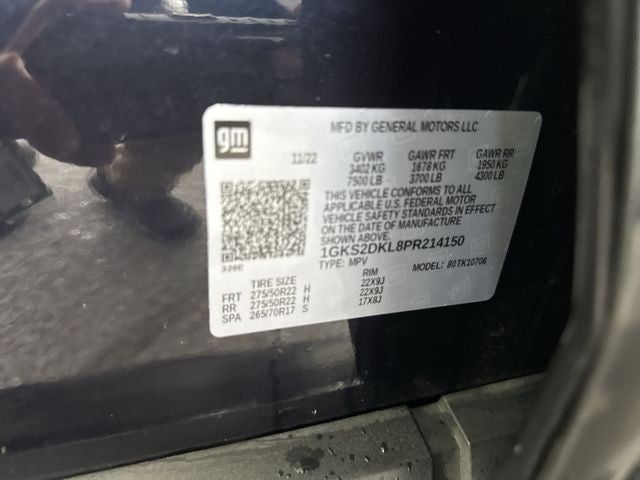 gm
MFD BY GENERAL MOTORS LLC
11/22 GVWR GAWR FRT GAWR RR
3402 KG 1678 KG 1950 KG
7500 LB 3700 LB 4300 LB
THIS VEHICLE CONFORMS TO ALL
APPLICABLE U.S. FEDERAL MOTOR
VEHICLE SAFETY STANDARDS IN EFFECT
ON THE DATE OF MANUFACTURE
SHOWN ABOVE.
1GKS2DKL8PR214150
TYPE: MPV MODEL: 80TK10706
326E
TIRE SIZE RIM
FRT 275/50R22 H 22X9J
RR 275/50R22 H 22X9J
SPA 265/70R17 S 17X8J